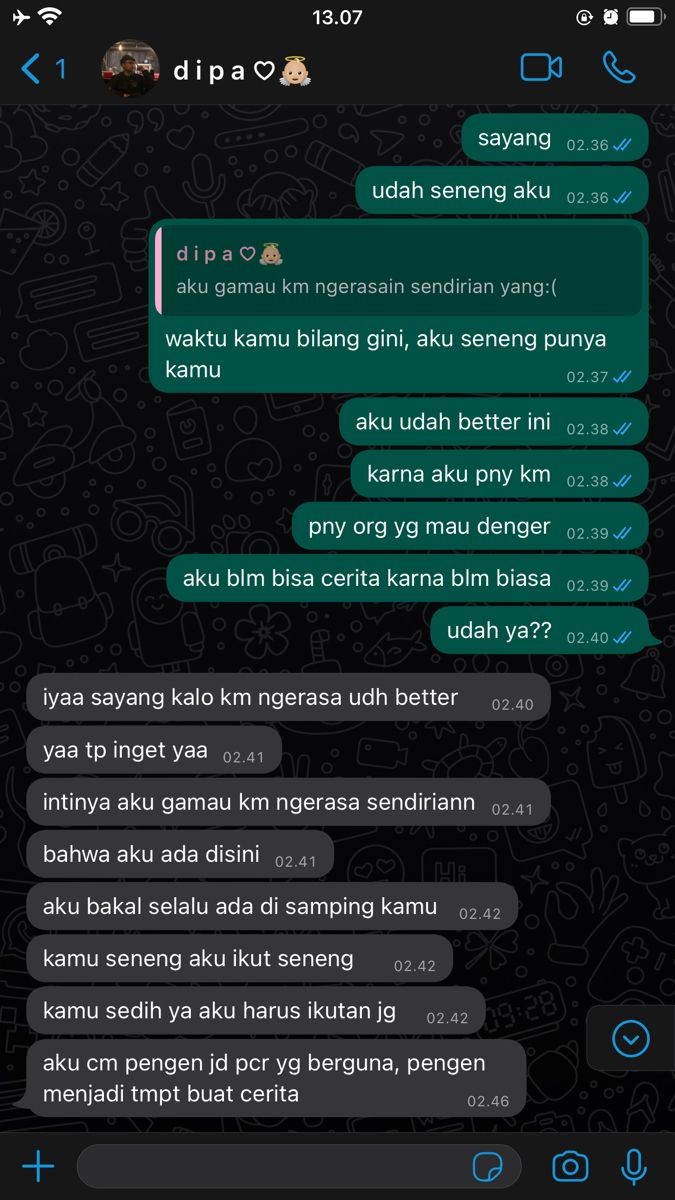 13.07
1
d i p a ♡👼🏼
sayang 02.36
udah seneng aku 02.36
d i p a ♡👼🏼
aku gamau km ngerasain sendirian yang:(
waktu kamu bilang gini, aku seneng punya
kamu 02.37
aku udah better ini 02.38
karna aku pny km 02.38
pny org yg mau denger 02.39
aku blm bisa cerita karna blm biasa 02.39
udah ya?? 02.40
iyaa sayang kalo km ngerasa udh better 02.40
yaa tp inget yaa 02.41
intinya aku gamau km ngerasa sendiriann 02.41
bahwa aku ada disini 02.41
aku bakal selalu ada di samping kamu 02.42
kamu seneng aku ikut seneng 02.42
kamu sedih ya aku harus ikutan jg 02.42
aku cm pengen jd pcr yg berguna, pengen
menjadi tmpt buat cerita 02.46
Hi
09:28